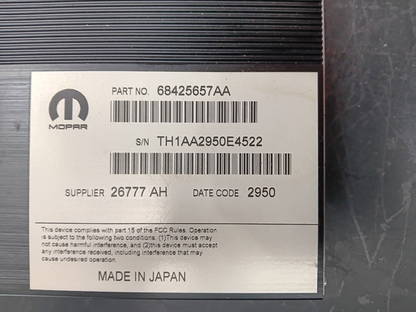 MOPAR
PART NO. 68425657AA
S/N TH1AA2950E4522
SUPPLIER 26777 AH DATE CODE 2950
This device complies with part 15 of the FCC Rules. Operation
is subject to the following two conditions. (1)This device may
not cause harmful interference, and (2)this device must accept
any interference received, including interference that may
cause undesired operation.
MADE IN JAPAN